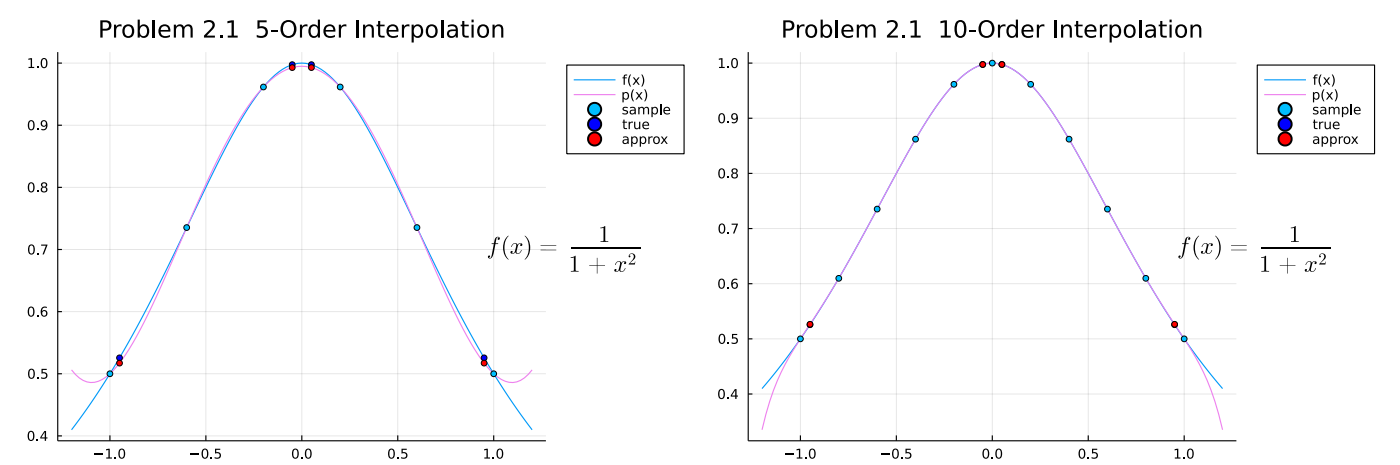 Problem 2.1 5-Order Interpolation
1.0
0.9
0.8
0.7
0.6
0.5
0.4
−1.0 −0.5 0.0 0.5 1.0
f(x)
p(x)
sample
true
approx
f(x) = 1 / (1 + x²)
Problem 2.1 10-Order Interpolation
1.0
0.9
0.8
0.7
0.6
0.5
0.4
−1.0 −0.5 0.0 0.5 1.0
f(x)
p(x)
sample
true
approx
f(x) = 1 / (1 + x²)